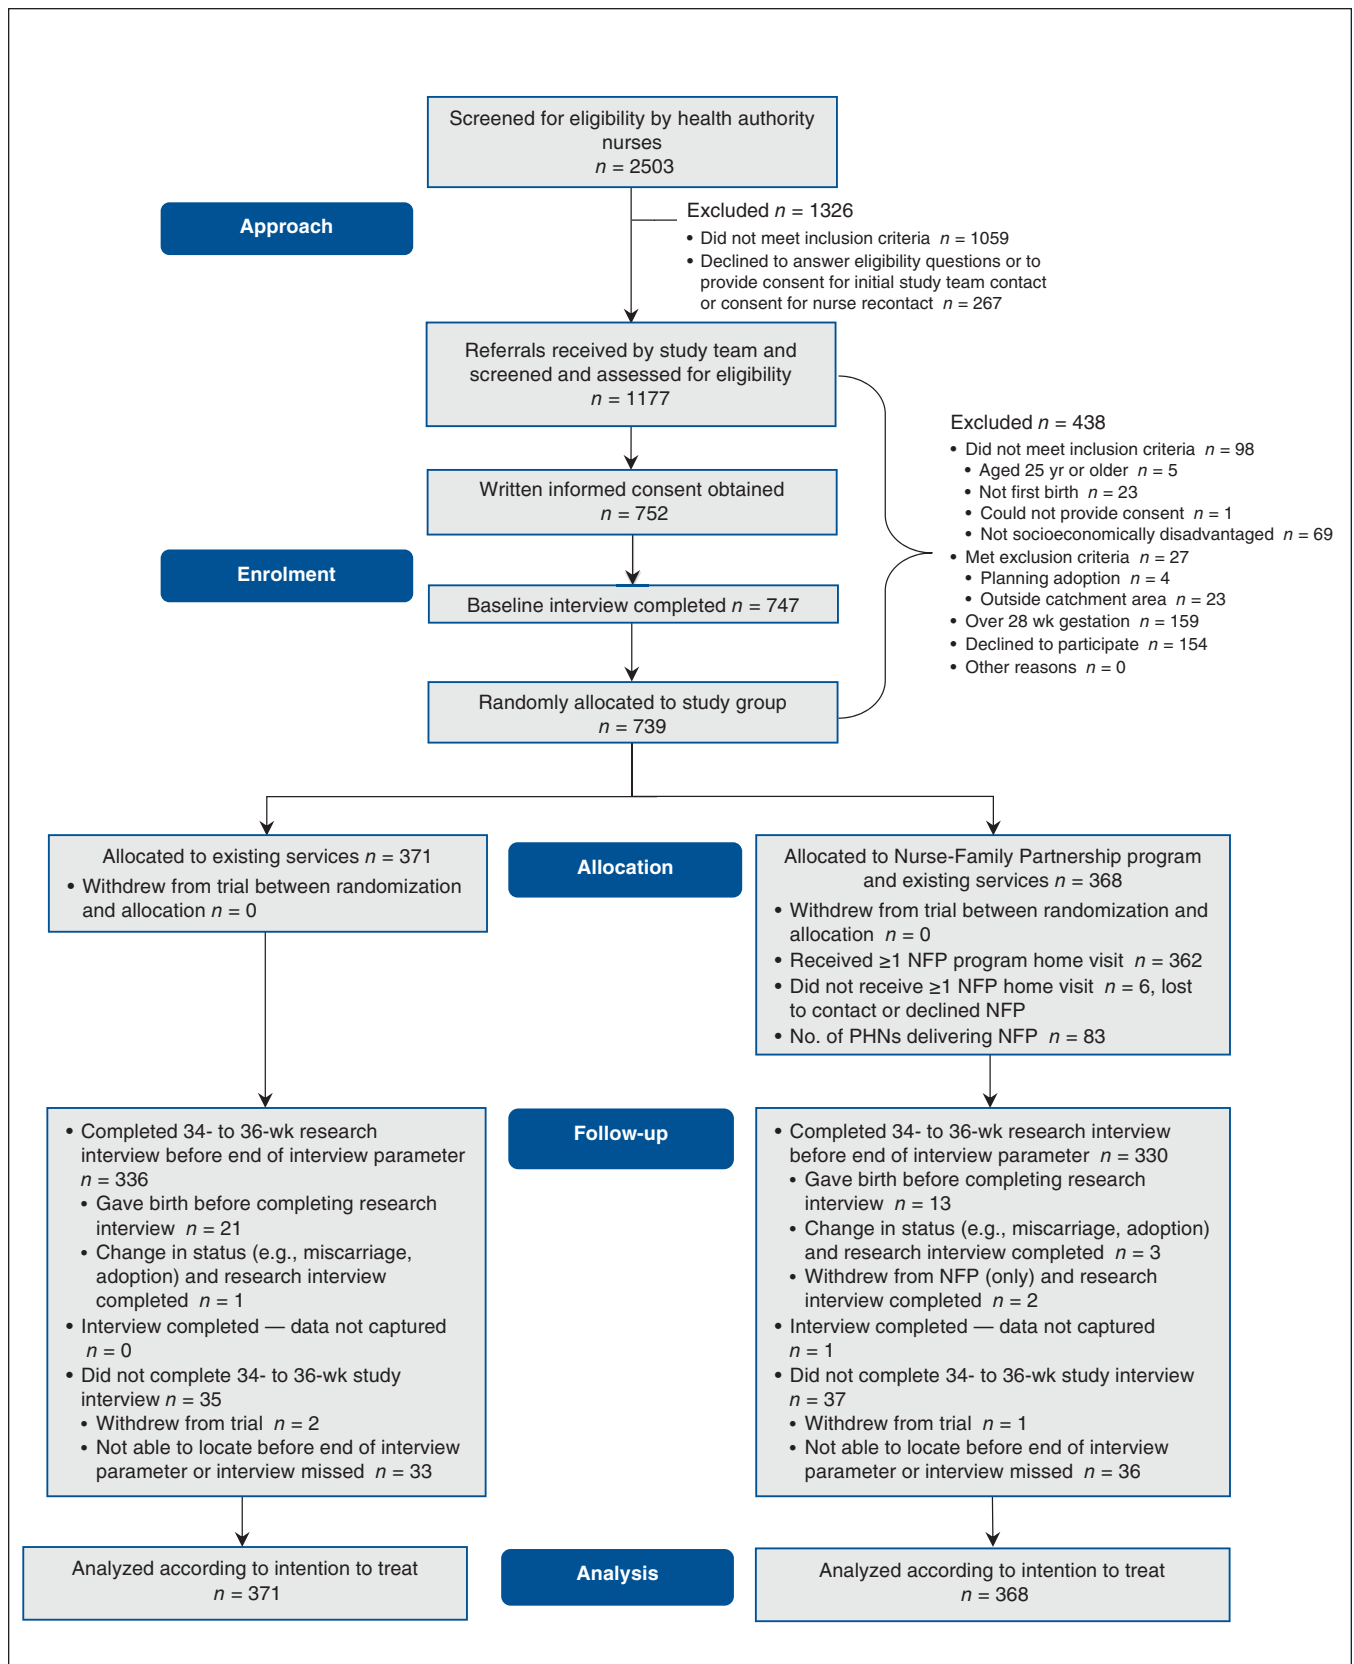 Screened for eligibility by health authority
nurses
n = 2503
Approach
Excluded n = 1326
• Did not meet inclusion criteria n = 1059
• Declined to answer eligibility questions or to
provide consent for initial study team contact
or consent for nurse recontact n = 267
Referrals received by study team and
screened and assessed for eligibility
n = 1177
Excluded n = 438
• Did not meet inclusion criteria n = 98
• Aged 25 yr or older n = 5
• Not first birth n = 23
• Could not provide consent n = 1
• Not socioeconomically disadvantaged n = 69
• Met exclusion criteria n = 27
• Planning adoption n = 4
• Outside catchment area n = 23
• Over 28 wk gestation n = 159
• Declined to participate n = 154
• Other reasons n = 0
Written informed consent obtained
n = 752
Enrolment
Baseline interview completed n = 747
Randomly allocated to study group
n = 739
Allocated to existing services n = 371
• Withdrew from trial between randomization
and allocation n = 0
Allocation
Allocated to Nurse-Family Partnership program
and existing services n = 368
• Withdrew from trial between randomization and
allocation n = 0
• Received ≥1 NFP program home visit n = 362
• Did not receive ≥1 NFP home visit n = 6, lost
to contact or declined NFP
• No. of PHNs delivering NFP n = 83
• Completed 34- to 36-wk research
interview before end of interview parameter
n = 336
• Gave birth before completing research
interview n = 21
• Change in status (e.g., miscarriage,
adoption) and research interview
completed n = 1
• Interview completed — data not captured
n = 0
• Did not complete 34- to 36-wk study
interview n = 35
• Withdrew from trial n = 2
• Not able to locate before end of interview
parameter or interview missed n = 33
Follow-up
• Completed 34- to 36-wk research interview
before end of interview parameter n = 330
• Gave birth before completing research
interview n = 13
• Change in status (e.g., miscarriage, adoption)
and research interview completed n = 3
• Withdrew from NFP (only) and research
interview completed n = 2
• Interview completed — data not captured
n = 1
• Did not complete 34- to 36-wk study interview
n = 37
• Withdrew from trial n = 1
• Not able to locate before end of interview
parameter or interview missed n = 36
Analyzed according to intention to treat
n = 371
Analysis
Analyzed according to intention to treat
n = 368